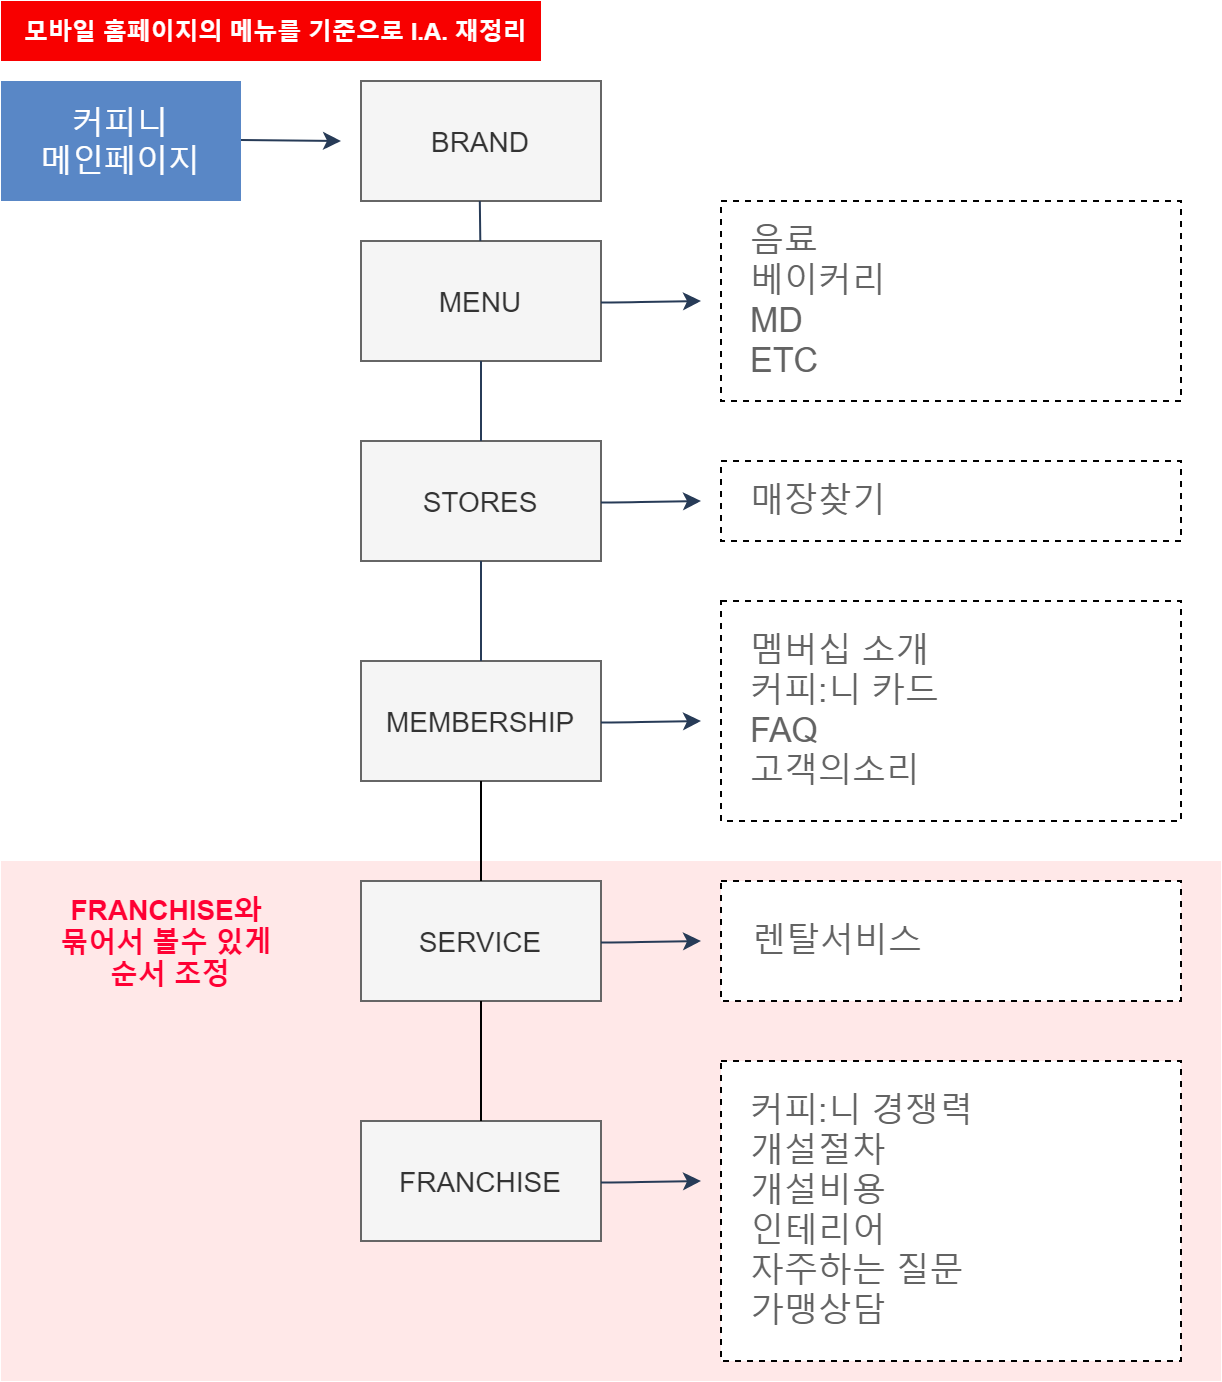 모바일 홈페이지의 메뉴를 기준으로 I.A. 재정리
커피니
메인페이지
BRAND
MENU
음료
베이커리
MD
ETC
STORES
매장찾기
MEMBERSHIP
멤버십 소개
커피:니 카드
FAQ
고객의소리
FRANCHISE와
묶어서 볼수 있게
순서 조정
SERVICE
렌탈서비스
FRANCHISE
커피:니 경쟁력
개설절차
개설비용
인테리어
자주하는 질문
가맹상담